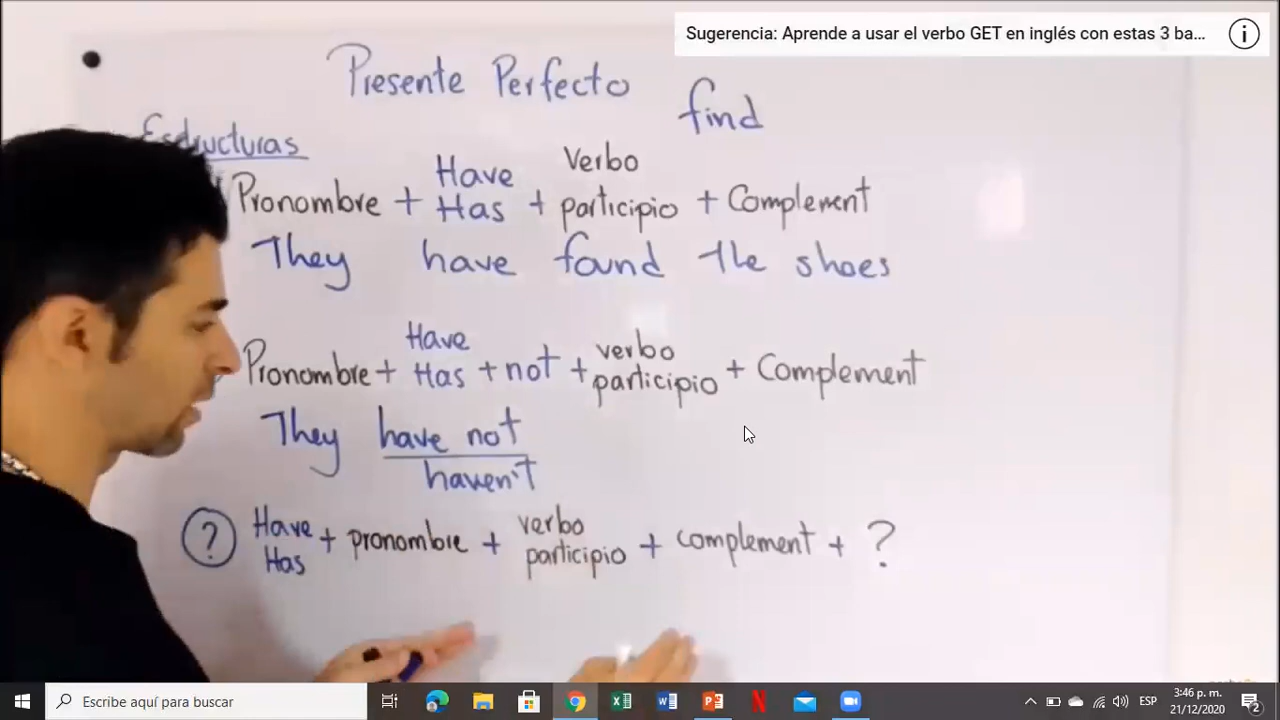 Sugerencia: Aprende a usar el verbo GET en inglés con estas 3 ba...
Presente Perfecto
find
Estructuras
Pronombre + Have Has + Verbo participio + Complement
They have found the shoes
Pronombre + Have Has + not + verbo participio + Complement
They have not
haven't
? Have Has + pronombre + verbo participio + complement + ?
Escribe aquí para buscar
ESP
3:46 p. m.
21/12/2020
2